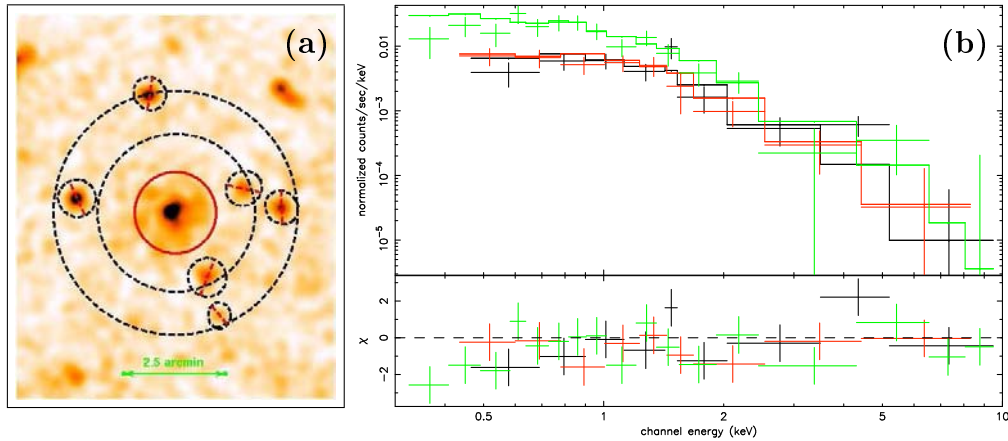 (a)
2.5 arcmin
(b)
normalized counts/sec/keV
0.01
10⁻³
10⁻⁴
10⁻⁵
χ
2
0
−2
0.5
1
2
5
10
channel energy (keV)